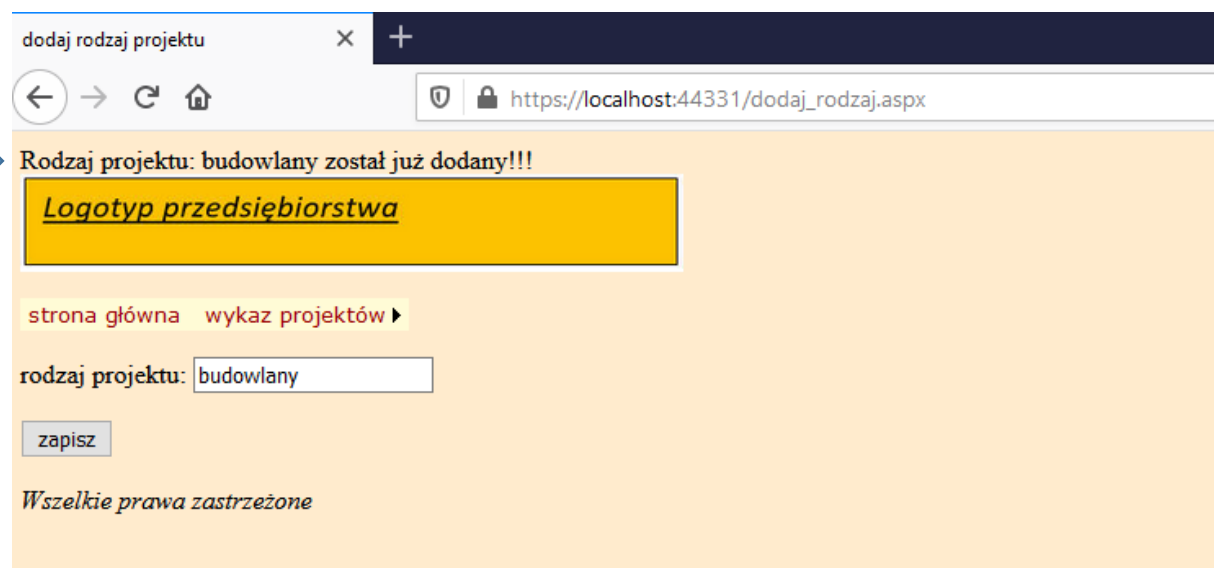 dodaj rodzaj projektu
https://localhost:44331/dodaj_rodzaj.aspx
Rodzaj projektu: budowlany został już dodany!!!
Logotyp przedsiębiorstwa
strona główna wykaz projektów
rodzaj projektu: budowlany
zapisz
Wszelkie prawa zastrzeżone